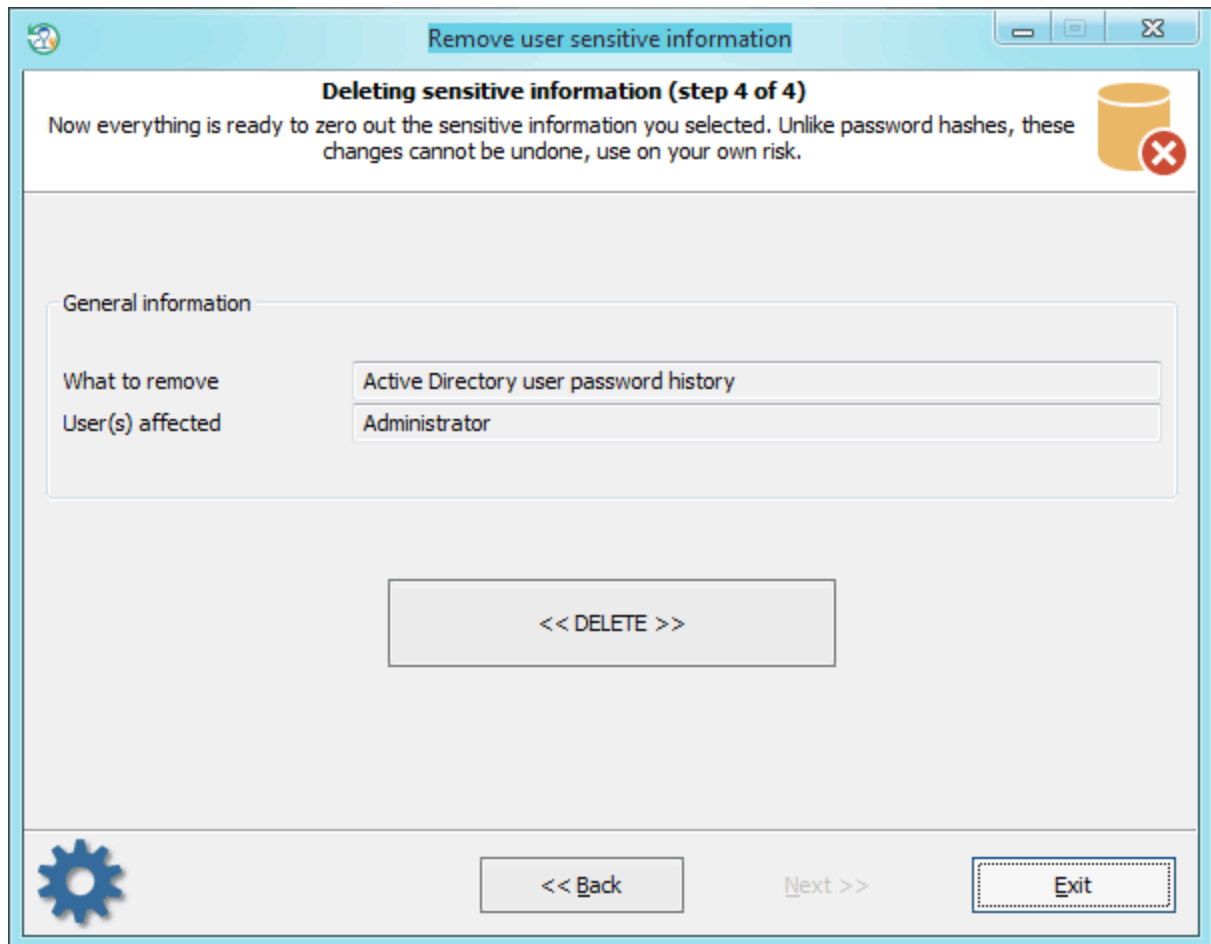 Remove user sensitive information
Deleting sensitive information (step 4 of 4)
Now everything is ready to zero out the sensitive information you selected. Unlike password hashes, these
changes cannot be undone, use on your own risk.
General information
What to remove
Active Directory user password history
User(s) affected
Administrator
<< DELETE >>
<< Back
Next >>
Exit